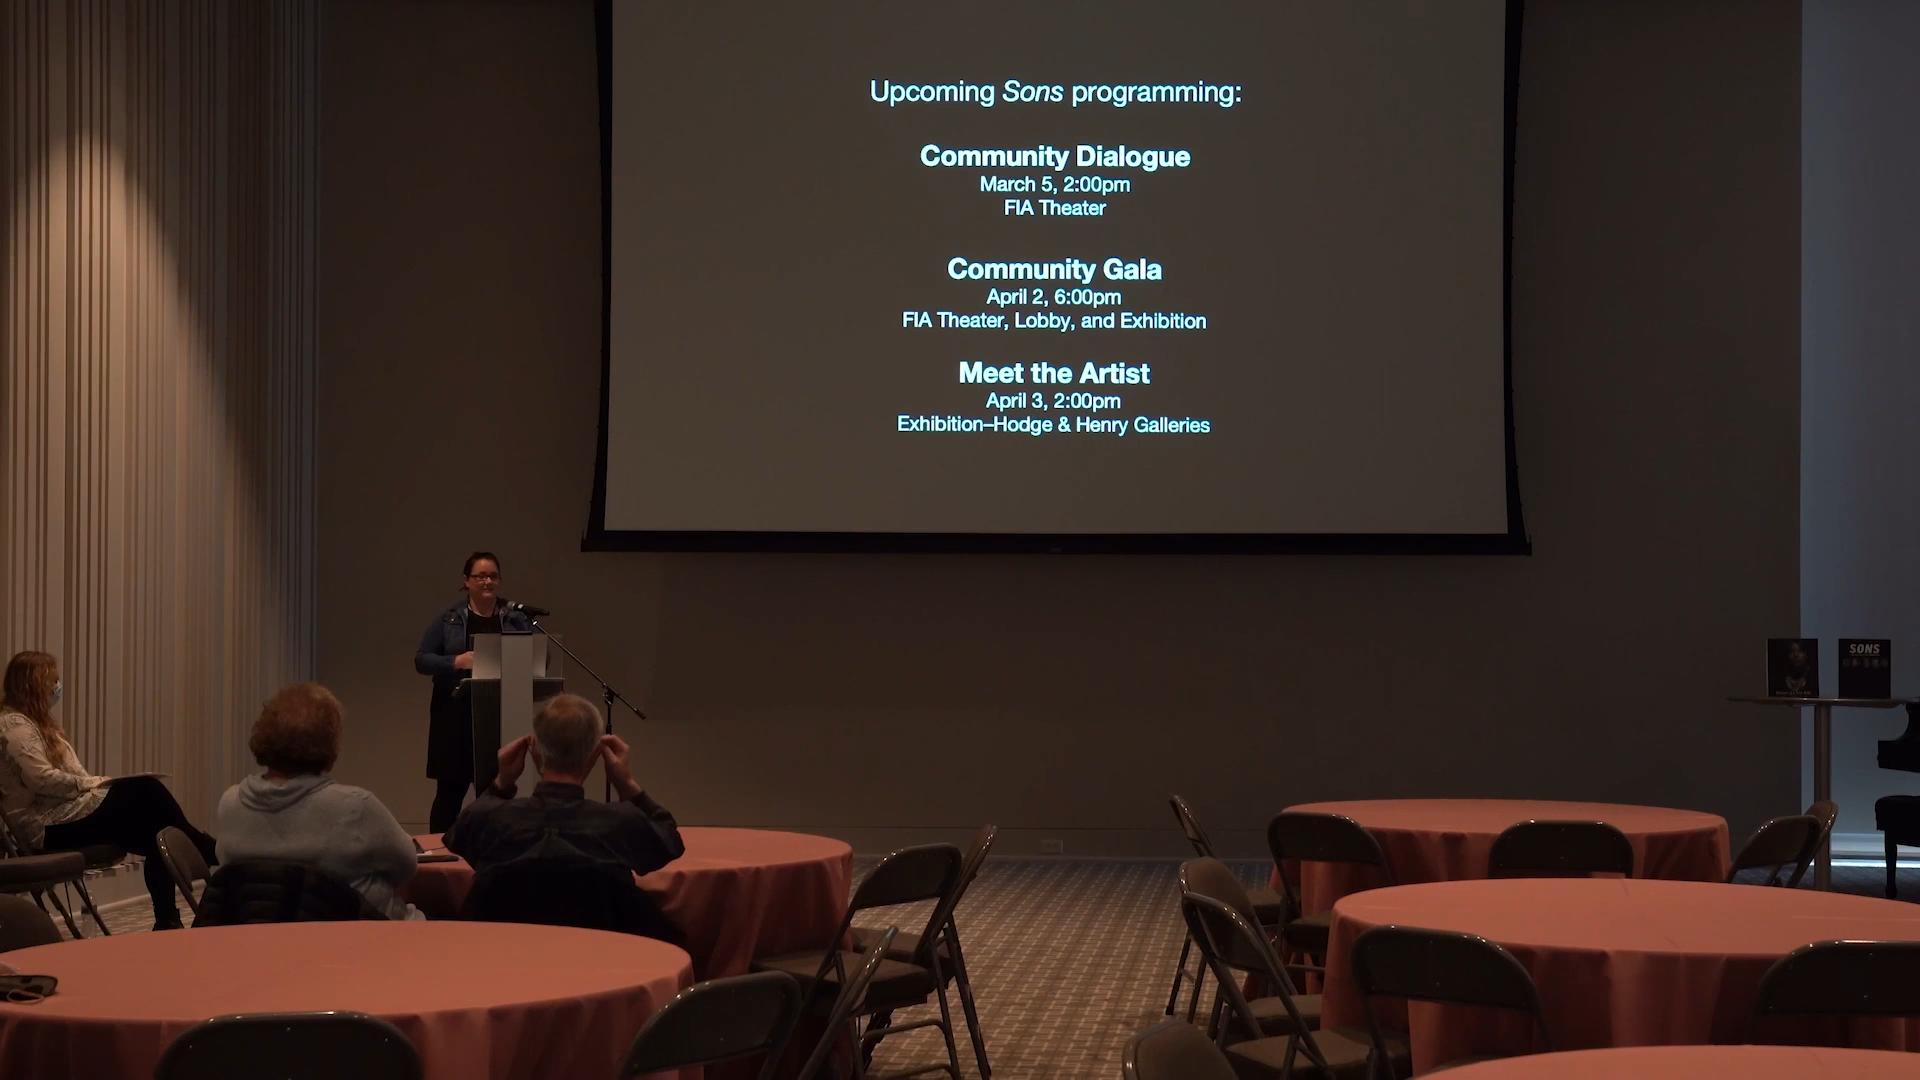 Upcoming Sons programming:
Community Dialogue
March 5, 2:00pm
FIA Theater
Community Gala
April 2, 6:00pm
FIA Theater, Lobby, and Exhibition
Meet the Artist
April 3, 2:00pm
Exhibition–Hodge & Henry Galleries
SONS